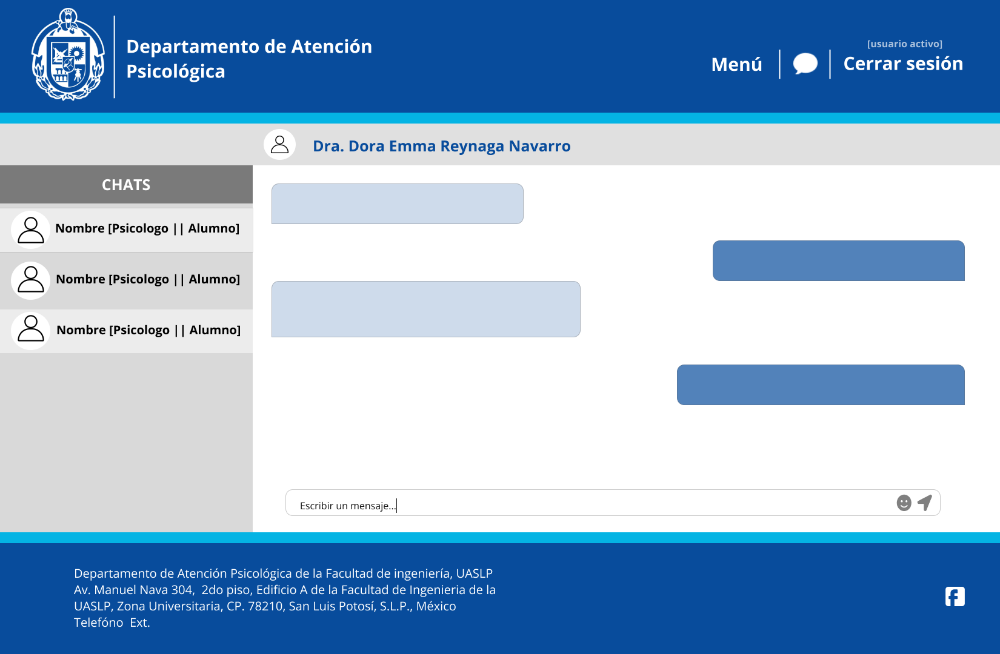 Departamento de Atención
Psicológica
Menú
[usuario activo]
Cerrar sesión
Dra. Dora Emma Reynaga Navarro
CHATS
Nombre [Psicologo || Alumno]
Nombre [Psicologo || Alumno]
Nombre [Psicologo || Alumno]
Escribir un mensaje...
Departamento de Atención Psicológica de la Facultad de ingeniería, UASLP
Av. Manuel Nava 304,  2do piso, Edificio A de la Facultad de Ingenieria de la
UASLP, Zona Universitaria, CP. 78210, San Luis Potosí, S.L.P., México
Telefóno  Ext.